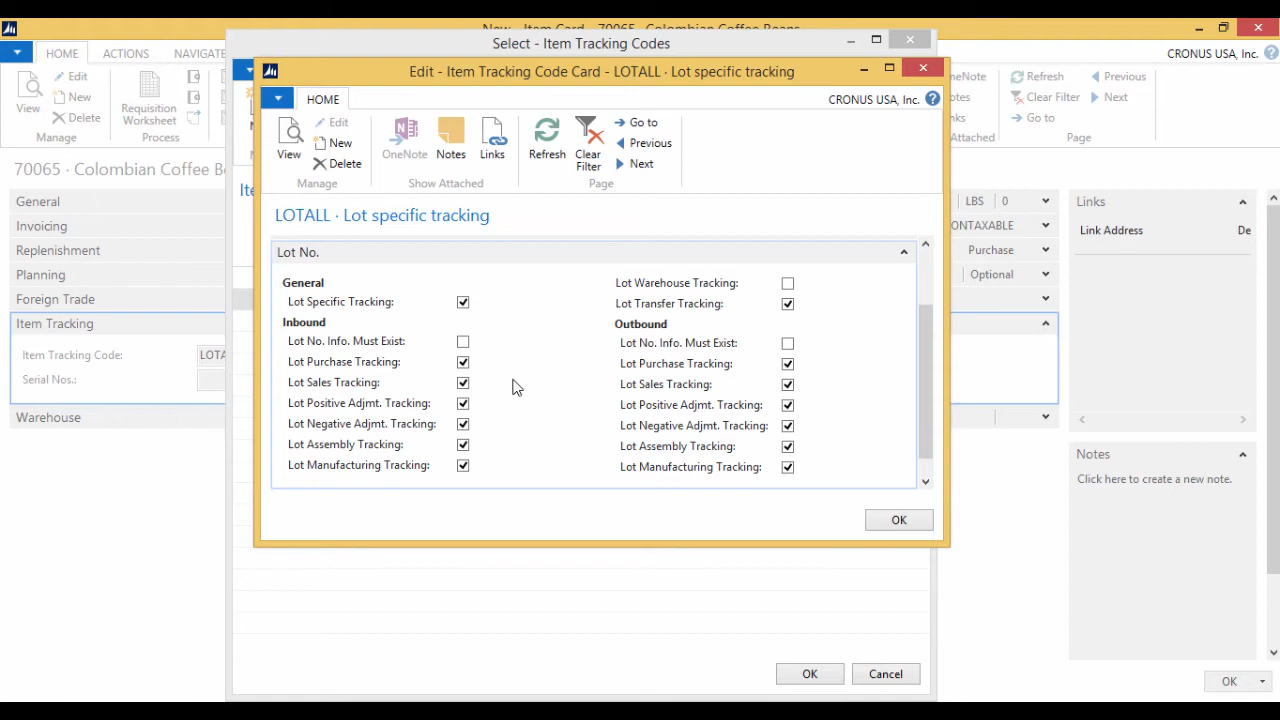 New - Item Card - 70065 · Colombian Coffee Beans
Select - Item Tracking Codes
Edit - Item Tracking Code Card - LOTALL · Lot specific tracking
HOME
ACTIONS
NAVIGATE
CRONUS USA, Inc.
View
Edit
New
Delete
Manage
Requisition
Worksheet
Process
OneNote
otes
nks
Attached
Refresh
Clear Filter
Go to
Previous
Next
Page
HOME
CRONUS USA, Inc.
View
Edit
New
Delete
Manage
OneNote
Notes
Links
Show Attached
Refresh
Clear
Filter
Go to
Previous
Next
Page
70065 · Colombian Coffee B
General
Invoicing
Replenishment
Planning
Foreign Trade
Item Tracking
Item Tracking Code:
LOTA
Serial Nos.:
Warehouse
Ite
LOTALL · Lot specific tracking
Lot No.
General
Lot Specific Tracking:
Inbound
Lot No. Info. Must Exist:
Lot Purchase Tracking:
Lot Sales Tracking:
Lot Positive Adjmt. Tracking:
Lot Negative Adjmt. Tracking:
Lot Assembly Tracking:
Lot Manufacturing Tracking:
Lot Warehouse Tracking:
Lot Transfer Tracking:
Outbound
Lot No. Info. Must Exist:
Lot Purchase Tracking:
Lot Sales Tracking:
Lot Positive Adjmt. Tracking:
Lot Negative Adjmt. Tracking:
Lot Assembly Tracking:
Lot Manufacturing Tracking:
OK
OK
Cancel
LBS
0
ONTAXABLE
Purchase
Optional
Links
Link Address
De
Notes
Click here to create a new note.
OK